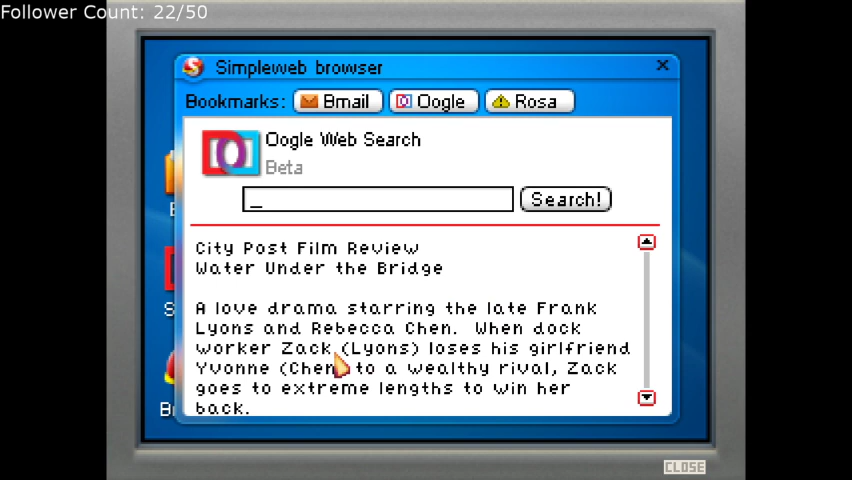 Follower Count: 22/50
Simpleweb browser
Bookmarks: Bmail Oogle Rosa
Oogle Web Search
Beta
_ Search!
City Post Film Review
Water Under the Bridge
A love drama starring the late Frank
Lyons and Rebecca Chen. When dock
worker Zack (Lyons) loses his girlfriend
Yvonne (Chen to a wealthy rival, Zack
goes to extreme lengths to win her
back.
CLOSE